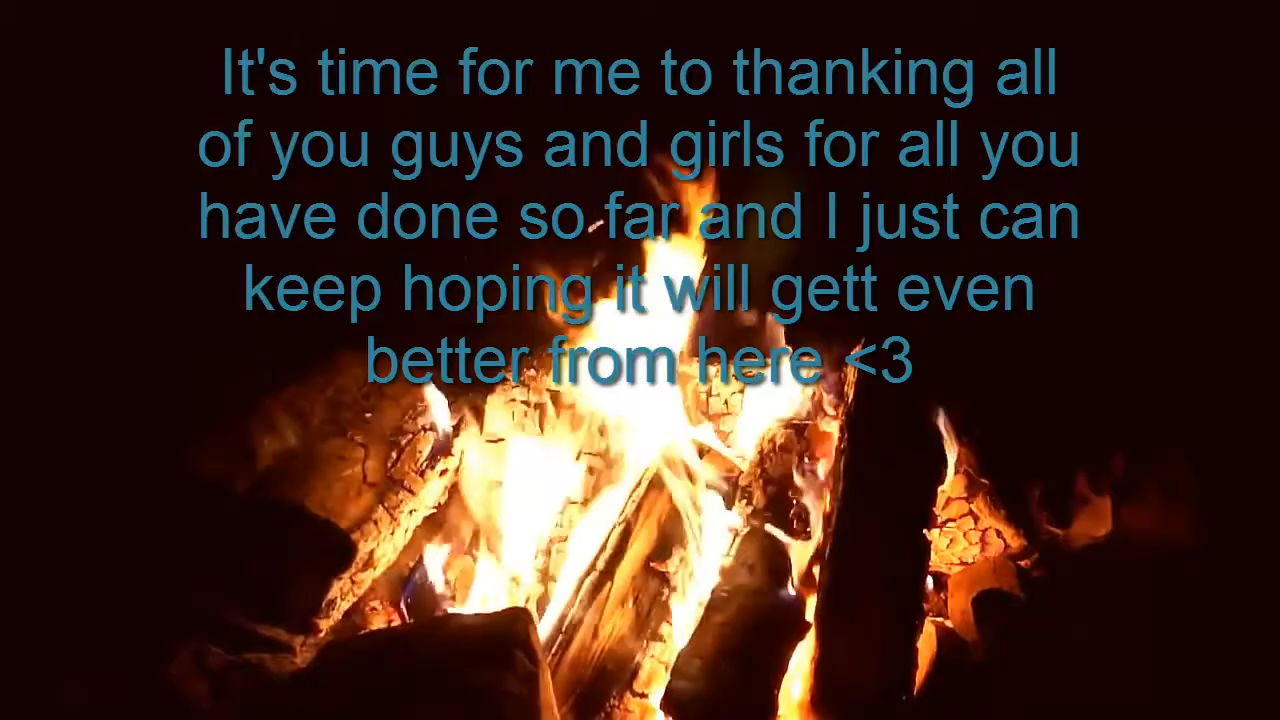 It's time for me to thanking all
of you guys and girls for all you
have done so far and I just can
keep hoping it will gett even
better from here <3